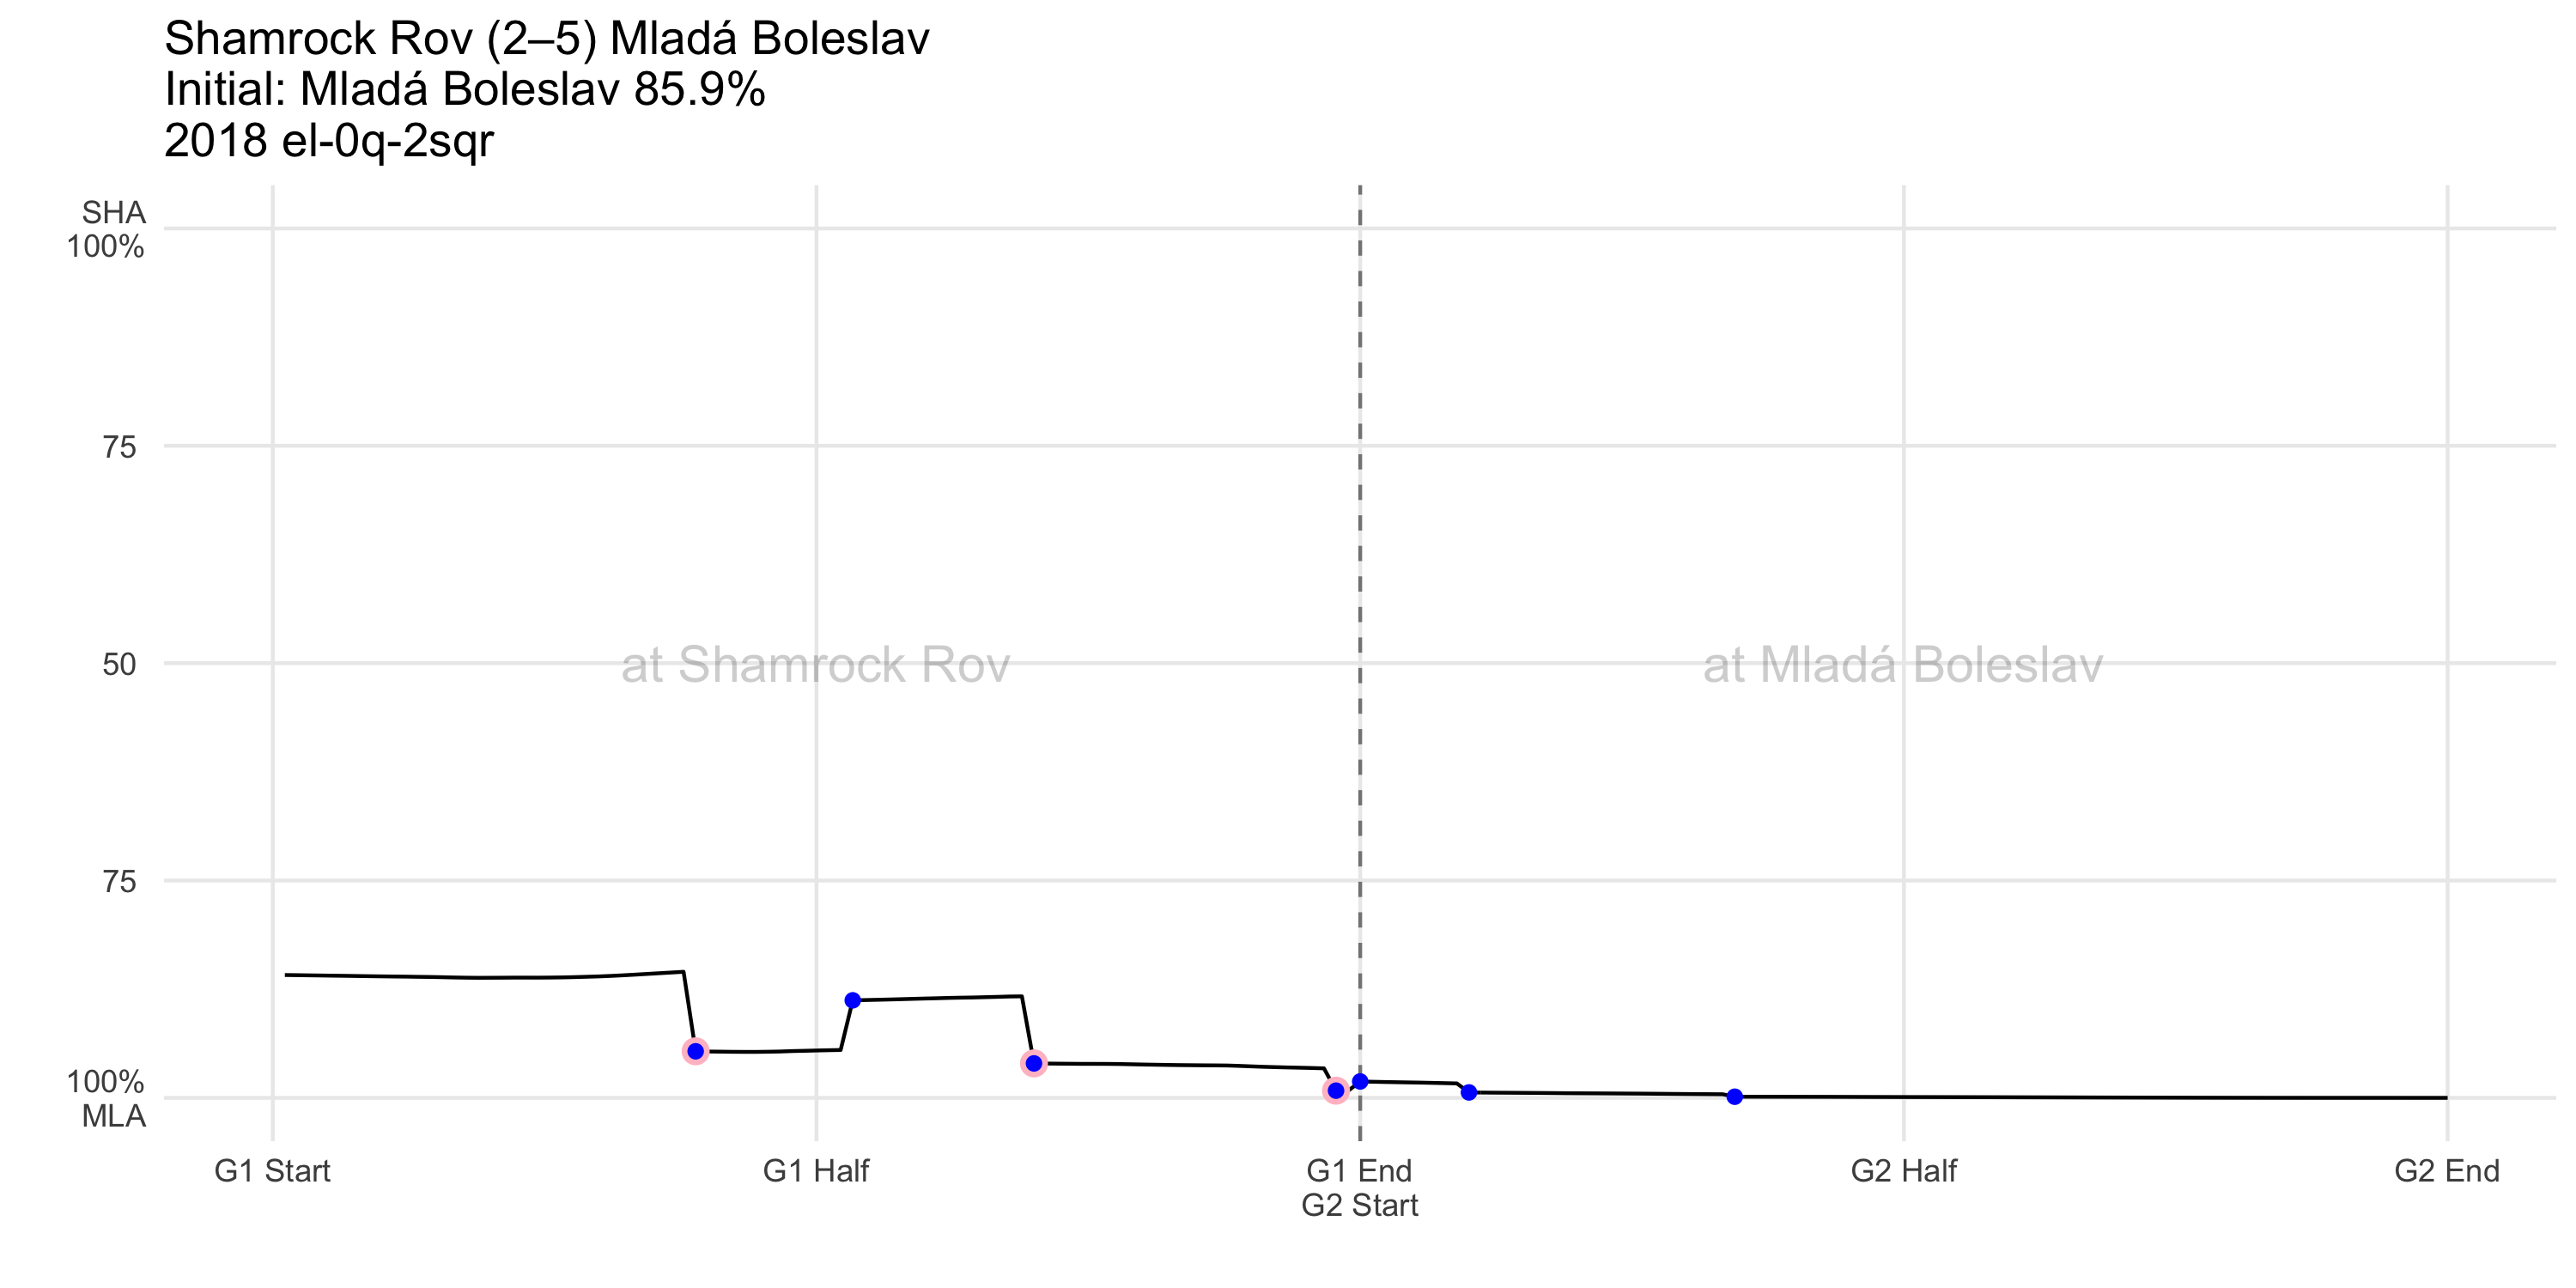 Shamrock Rov (2–5) Mladá Boleslav
Initial: Mladá Boleslav 85.9%
2018 el-0q-2sqr
SHA
100%
75
50
75
100%
MLA
at Shamrock Rov
at Mladá Boleslav
G1 Start
G1 Half
G1 End
G2 Start
G2 Half
G2 End